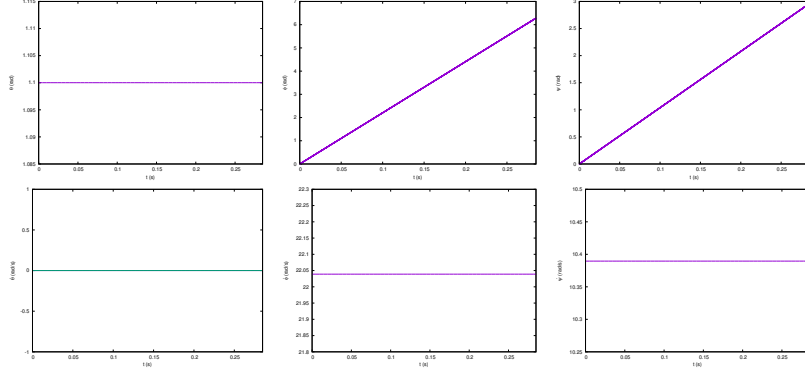 1.115
1.11
1.105
1.1
1.095
1.09
1.085
θ (rad)
0 0.05 0.1 0.15 0.2 0.25
t (s)
7
6
5
4
3
2
1
0
ϕ (rad)
0 0.05 0.1 0.15 0.2 0.25
t (s)
3
2.5
2
1.5
1
0.5
0
ψ (rad)
0 0.05 0.1 0.15 0.2 0.25
t (s)
1
0.5
0
-0.5
-1
θ̇ (rad/s)
0 0.05 0.1 0.15 0.2 0.25
t (s)
22.3
22.25
22.2
22.15
22.1
22.05
22
21.95
21.9
21.85
21.8
ϕ̇ (rad/s)
0 0.05 0.1 0.15 0.2 0.25
t (s)
10.5
10.45
10.4
10.35
10.3
10.25
ψ̇ (rad/s)
0 0.05 0.1 0.15 0.2 0.25
t (s)